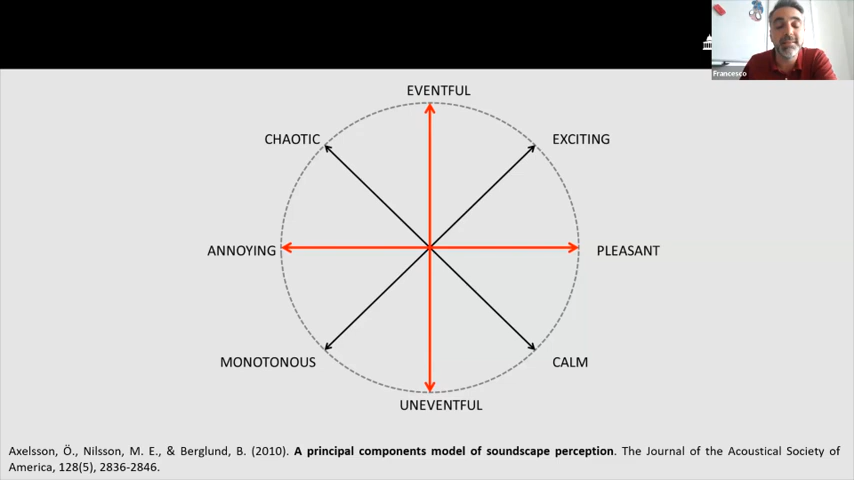 Francesco
EVENTFUL
CHAOTIC
EXCITING
ANNOYING
PLEASANT
MONOTONOUS
CALM
UNEVENTFUL
Axelsson, Ö., Nilsson, M. E., & Berglund, B. (2010). A principal components model of soundscape perception. The Journal of the Acoustical Society of
America, 128(5), 2836-2846.